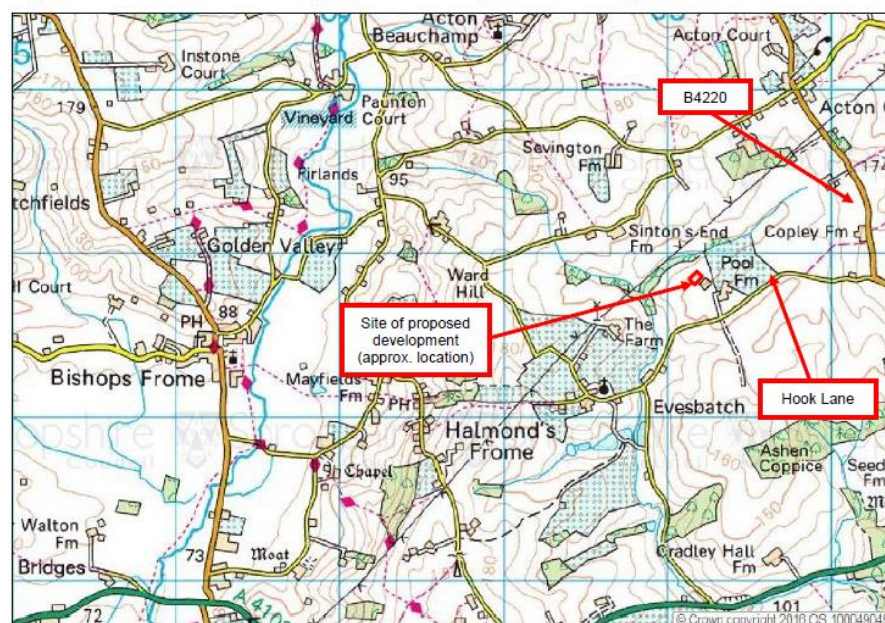 Acton
Beauchamp
Acton Court
Instone
Court
B4220
Acton
179
Vineyard
Paunton
Court
Sevington
Fm
Firlands
95
174
tchfields
Sinton's End
Fm
Copley Fm
Golden Valley
Pool
Fm
ll Court
Ward
Hill
88
PH
Site of proposed
development
(approx. location)
The
Farm
Bishops Frome
Mayfields
Fm
PH
Hook Lane
Evesbatch
Halmond's
Frome
Chapel
Ashen
Coppice
Seed
Fm
Walton
Fm
Bridges
73
Moat
Cradley Hall
Fm
72
A 410
101
© Crown copyright 2016 OS 10004904